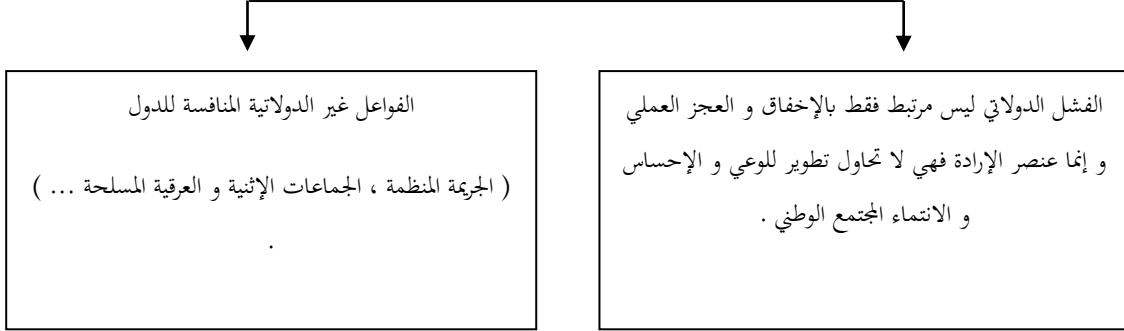 الفشل الدولاتي ليس مرتبط فقط بالإخفاق و العجز العملي
و إنما عنصر الإرادة فهي لا تحاول تطوير للوعي و الإحساس
و الانتماء المجتمع الوطني .
الفواعل غير الدولاتية المنافسة للدول
( الجريمة المنظمة ، الجماعات الإثنية و العرقية المسلحة ... )
.